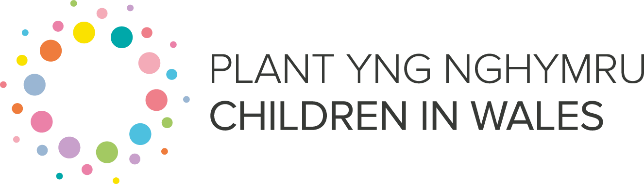 PLANT YNG NGHYMRU
CHILDREN IN WALES